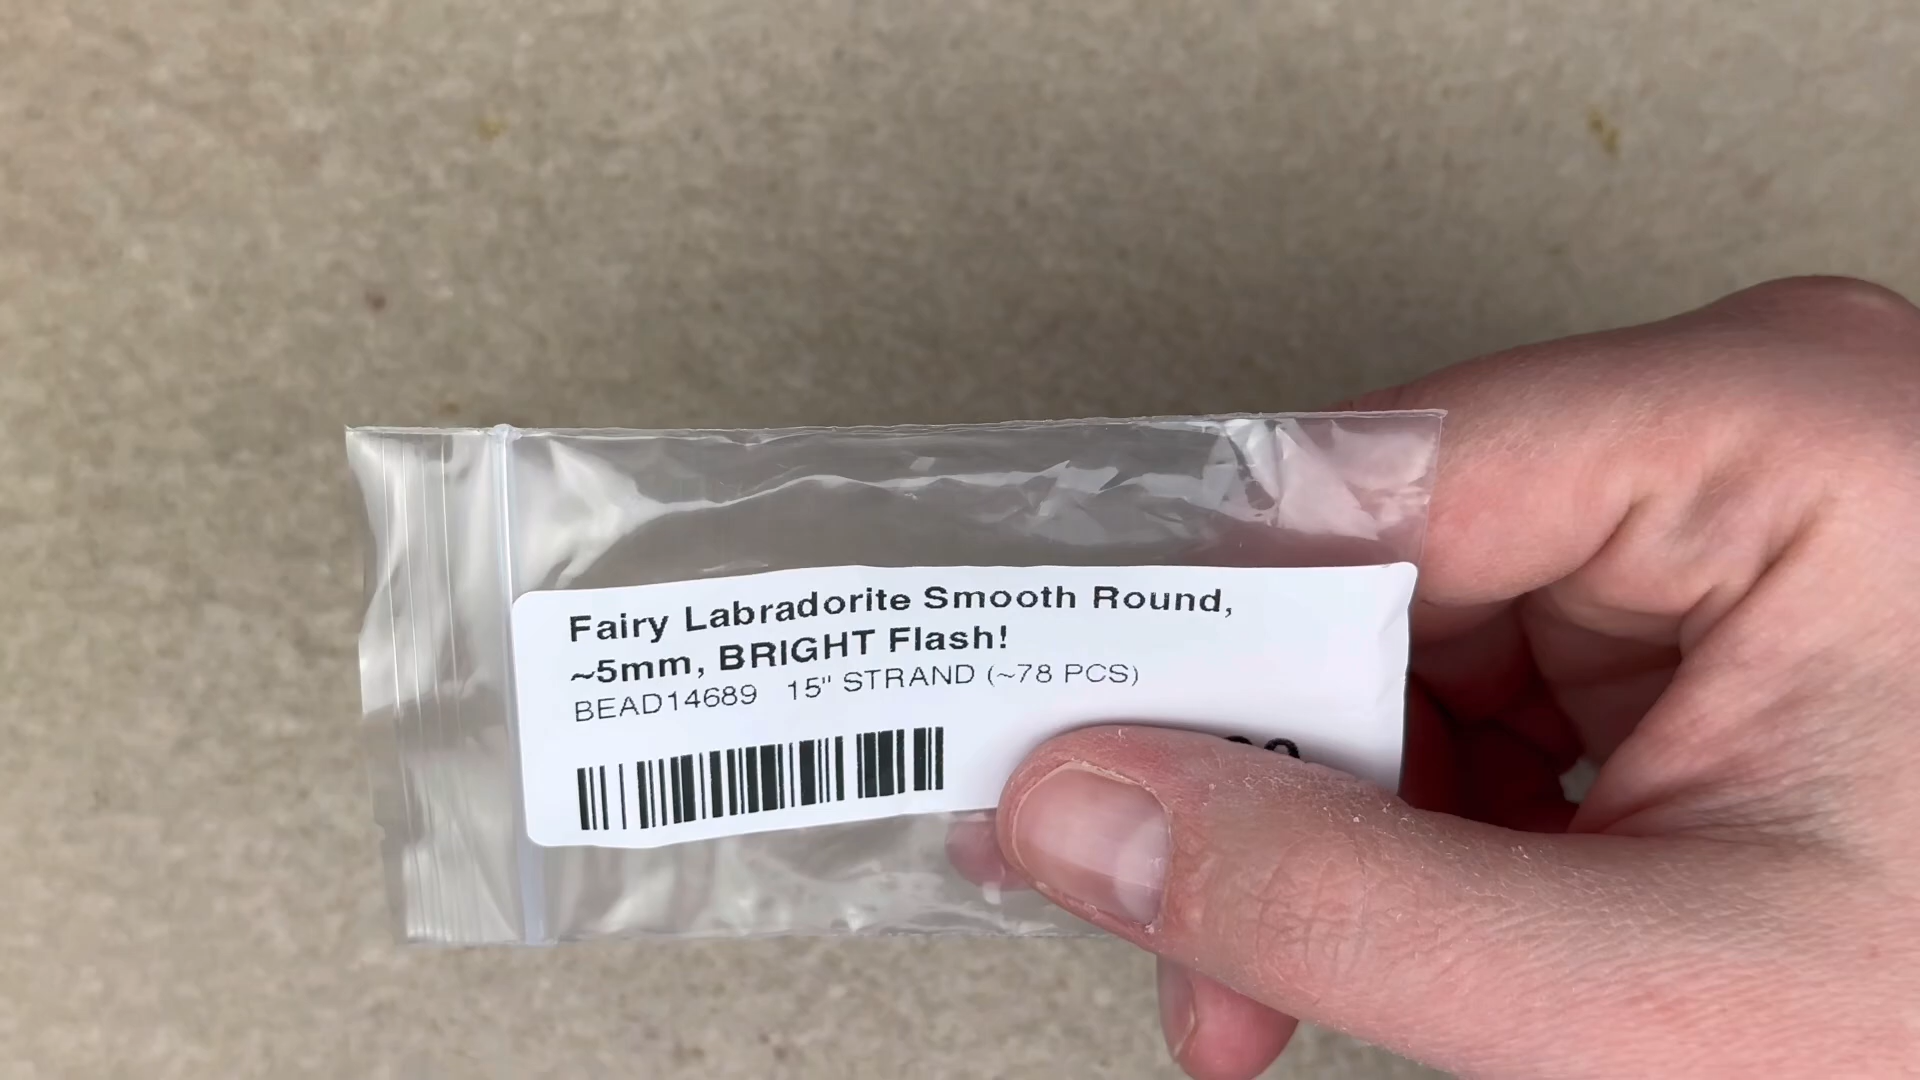 Fairy Labradorite Smooth Round,
~5mm, BRIGHT Flash!
BEAD14689 15" STRAND (~78 PCS)